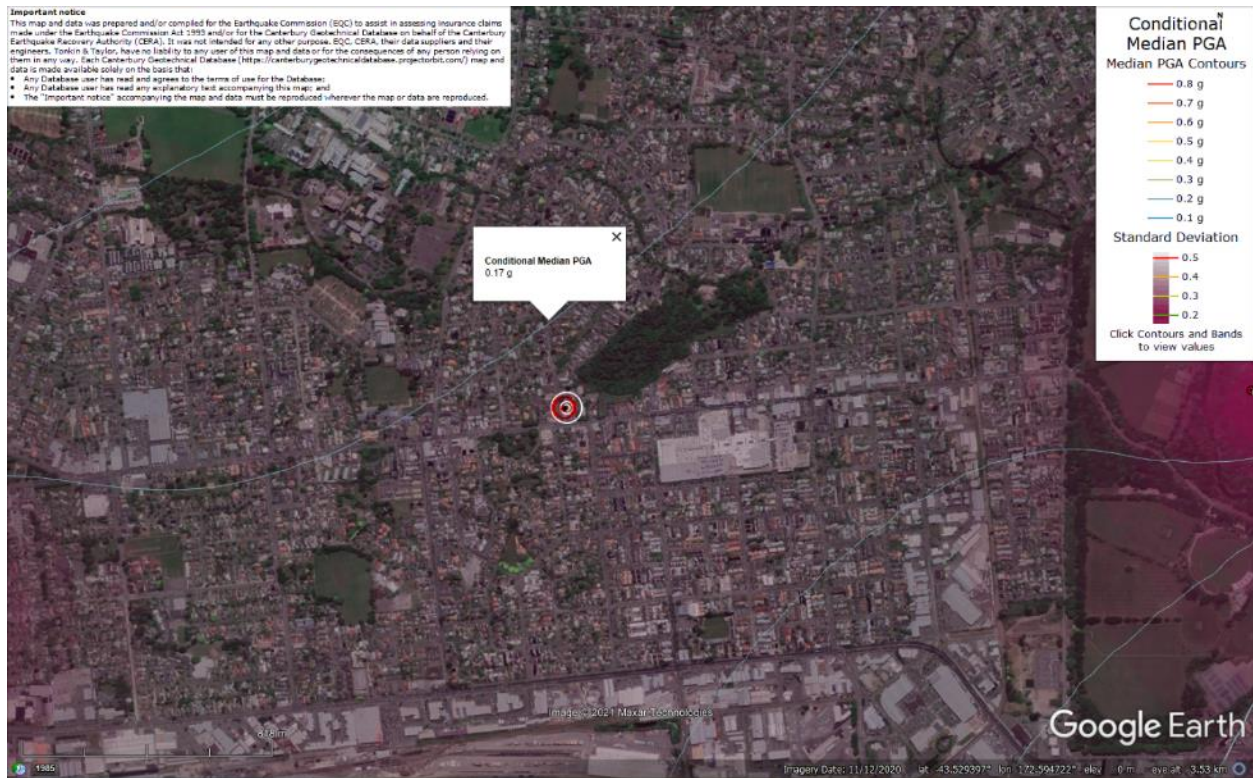 Important notice
This map and data was prepared and/or compiled for the Earthquake Commission (EQC) to assist in assessing insurance claims
made under the Earthquake Commission Act 1993 and/or for the Canterbury Geotechnical Database on behalf of the Canterbury
Earthquake Recovery Authority (CERA). It was not intended for any other purpose. EQC, CERA, their data suppliers and their
engineers, Tonkin & Taylor, have no liability to any user of this map and data or for the consequences of any person relying on
them in any way. Each Canterbury Geotechnical Database (https://canterburygeotechnicaldatabase.projectorbit.com/) map and
data is made available solely on the basis that:
• Any Database user has read and agrees to the terms of use for the Database;
• Any Database user has read any explanatory text accompanying this map; and
• The "Important notice" accompanying the map and data must be reproduced wherever the map or data are reproduced.
N
Conditional
Median PGA
Median PGA Contours
0.8 g
0.7 g
0.6 g
0.5 g
0.4 g
0.3 g
0.2 g
0.1 g
Standard Deviation
0.5
0.4
0.3
0.2
Click Contours and Bands
to view values
Conditional Median PGA
0.17 g
Image © 2021 Maxar Technologies
Google Earth
1985
Imagery Date: 11/12/2020 lat -43.529397° lon 172.594722° elev 0 m eye alt 3.53 km